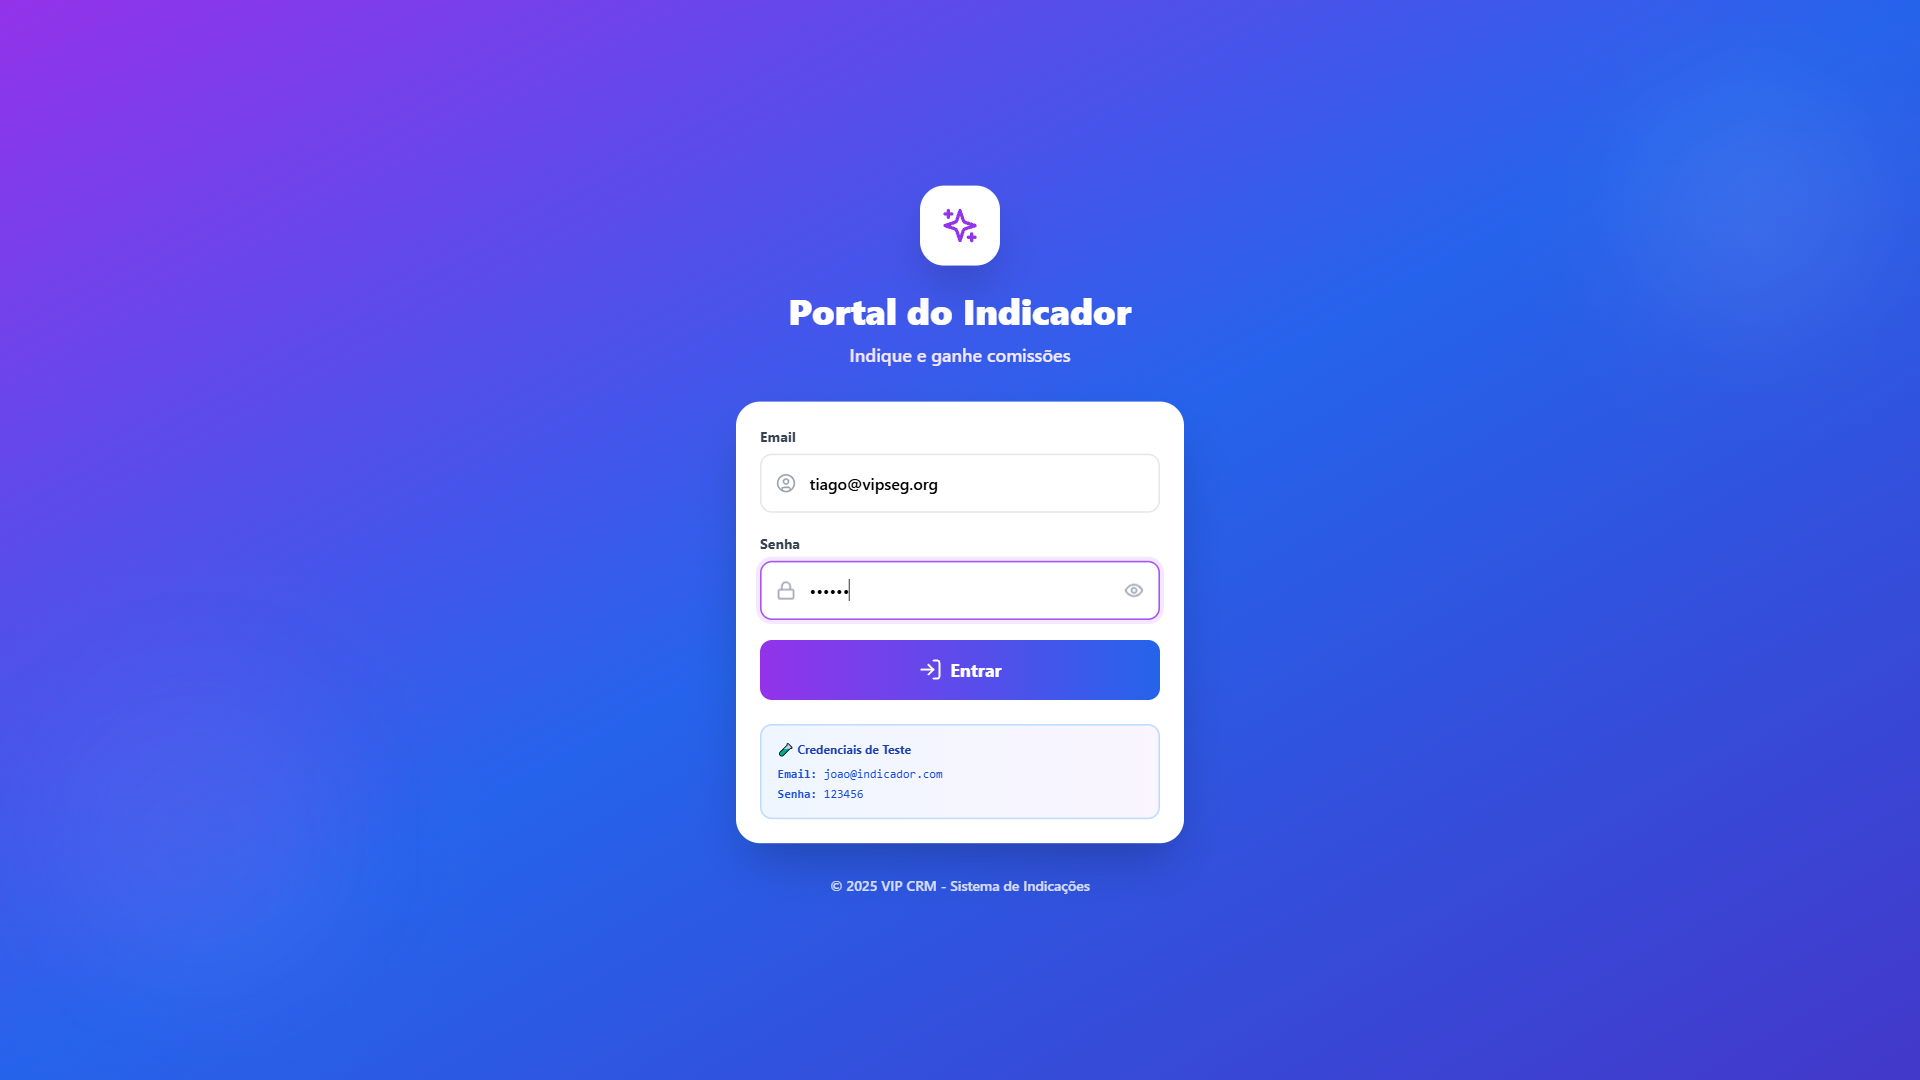 Portal do Indicador
Indique e ganhe comissões
Email
tiago@vipseg.org
Senha
••••••
Entrar
Credenciais de Teste
Email: joao@indicador.com
Senha: 123456
© 2025 VIP CRM - Sistema de Indicações